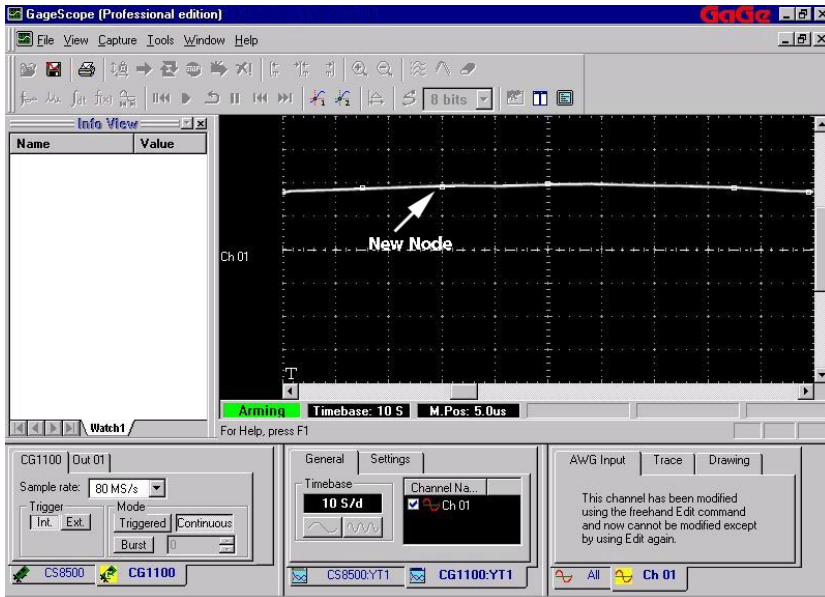 GageScope (Professional edition)
GaGe
File View Capture Tools Window Help
8 bits
Info View
Name Value
New Node
Ch 01
T
Arming Timebase: 10 S M.Pos: 5.0us
Watch1
For Help, press F1
CG1100 Out 01
Sample rate: 80 MS/s
Trigger
Int. Ext.
Mode
Triggered Continuous
Burst 0
CS8500 CG1100
General Settings
Timebase
10 S/d
Channel Na...
Ch 01
CS8500:YT1 CG1100:YT1
AWG Input Trace Drawing
This channel has been modified
using the freehand Edit command
and now cannot be modified except
by using Edit again.
All Ch 01